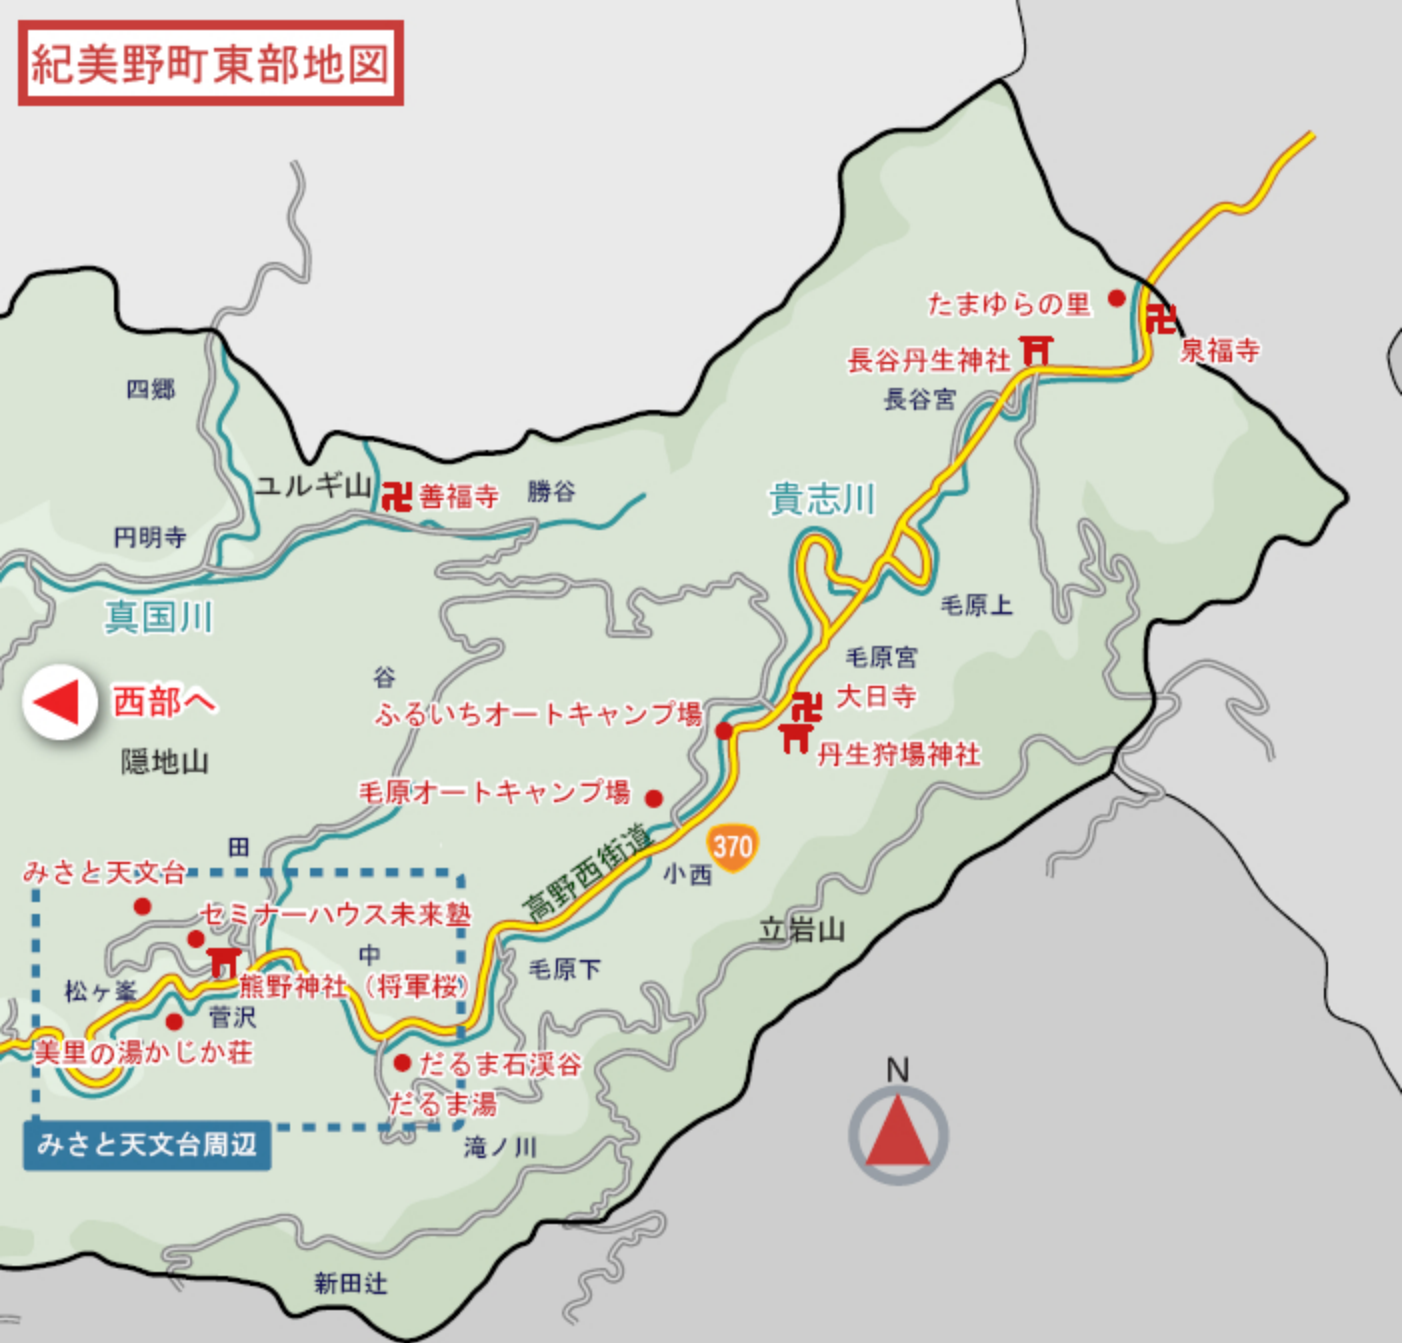 紀美野町東部地図
たまゆらの里
泉福寺
長谷丹生神社
四郷
長谷宮
ユルギ山
善福寺
勝谷
貴志川
円明寺
真国川
毛原上
毛原宮
谷
西部へ
大日寺
ふるいちオートキャンプ場
隠地山
丹生狩場神社
毛原オートキャンプ場
田
370
高野西街道
小西
みさと天文台
セミナーハウス未来塾
立岩山
中
毛原下
熊野神社（将軍桜）
松ヶ峯
菅沢
美里の湯かじか荘
だるま石渓谷
N
だるま湯
みさと天文台周辺
滝ノ川
新田辻